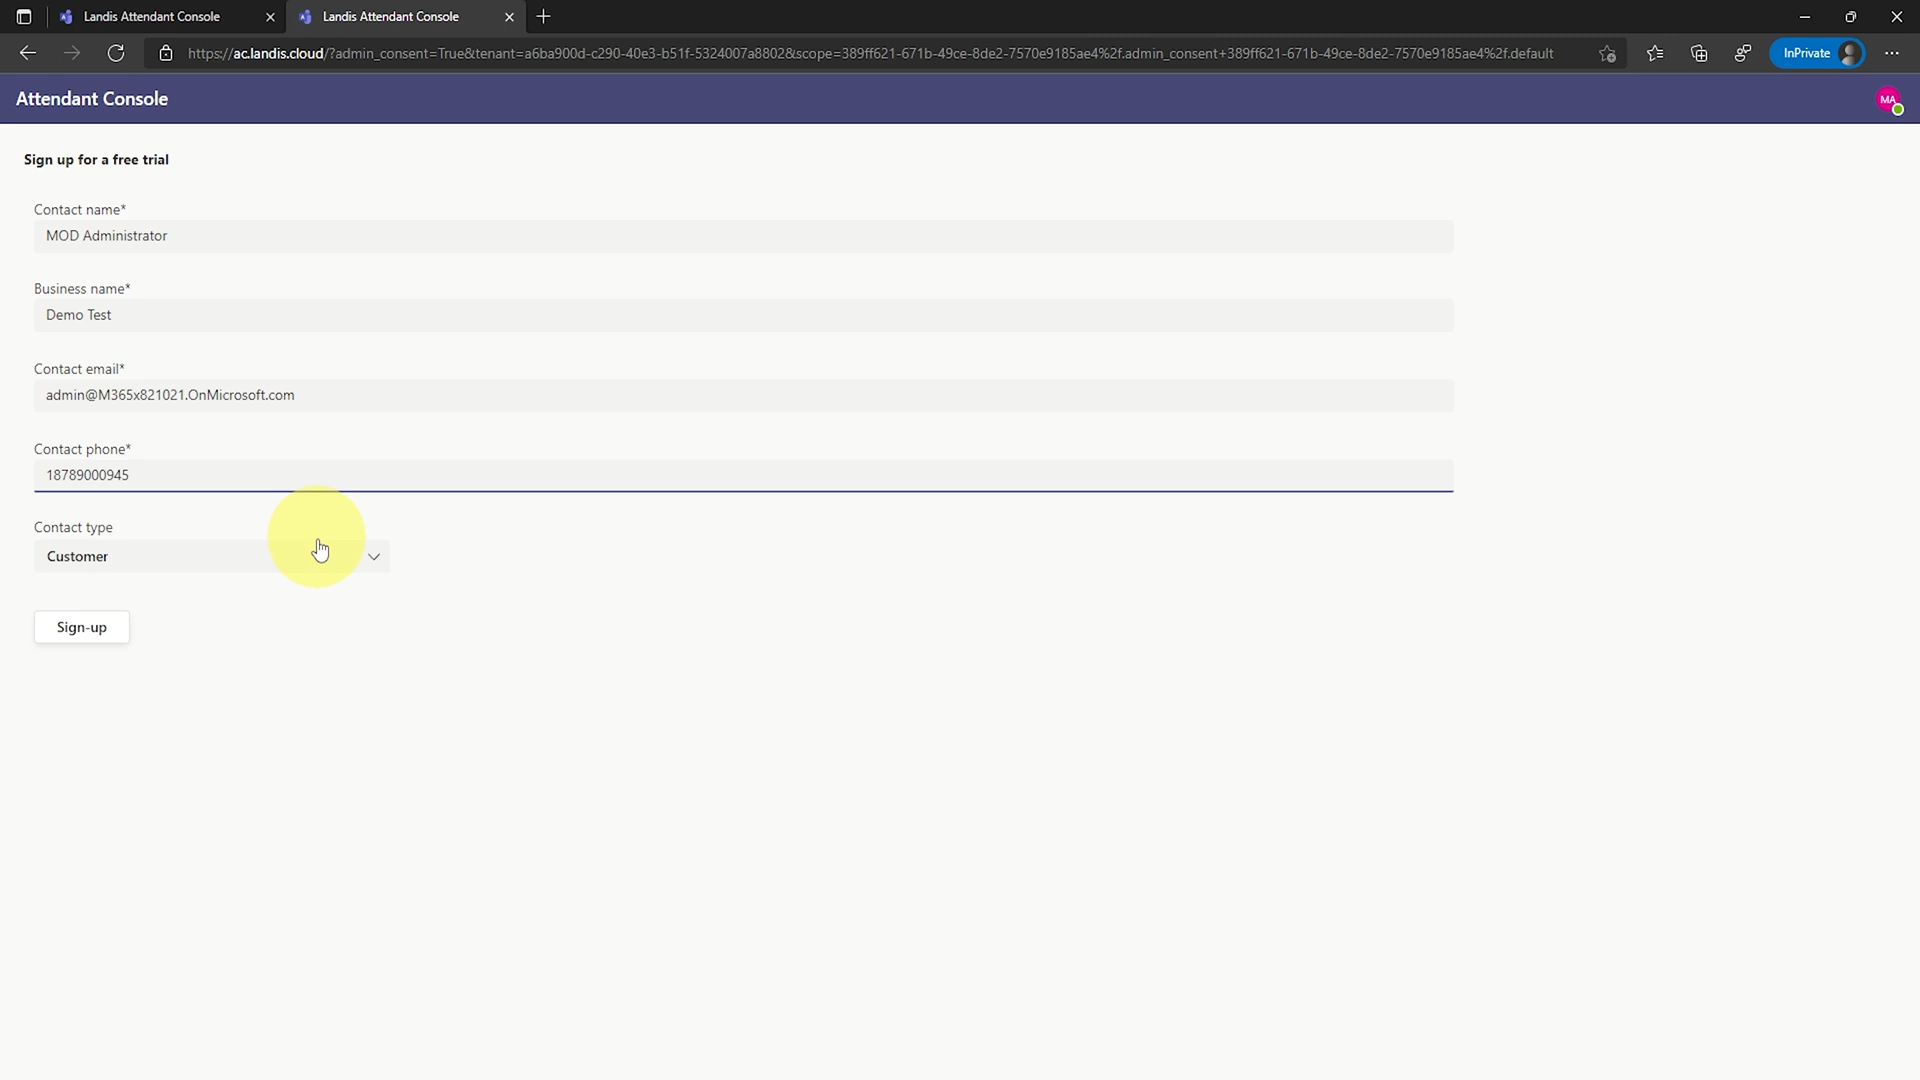 Landis Attendant Console
Landis Attendant Console
https://ac.landis.cloud/?admin_consent=True&tenant=a6ba900d-c290-40e3-b51f-5324007a8802&scope=389ff621-671b-49ce-8de2-7570e9185ae4%2f.admin_consent+389ff621-671b-49ce-8de2-7570e9185ae4%2f.default
InPrivate
Attendant Console
MA
Sign up for a free trial
Contact name*
MOD Administrator
Business name*
Demo Test
Contact email*
admin@M365x821021.OnMicrosoft.com
Contact phone*
18789000945
Contact type
Customer
Sign-up